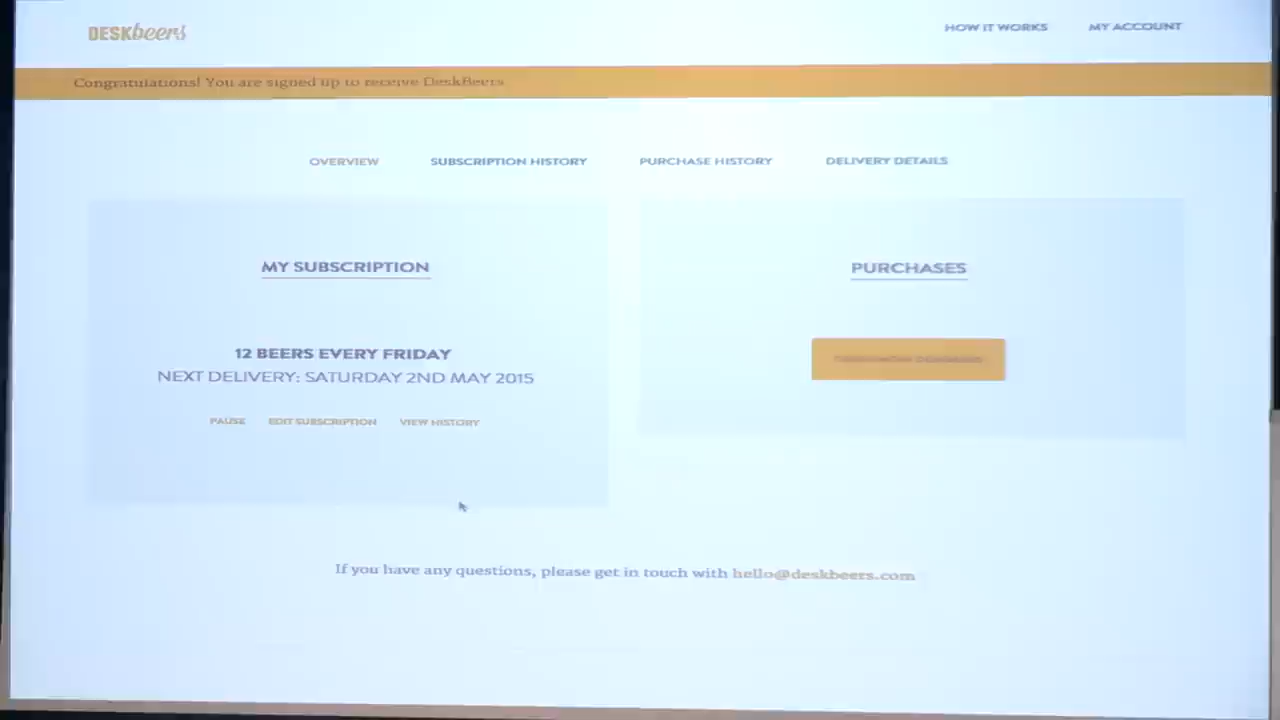 DESKbeers
HOW IT WORKS
MY ACCOUNT
Congratulations! You are signed up to receive DeskBeers
OVERVIEW
SUBSCRIPTION HISTORY
PURCHASE HISTORY
DELIVERY DETAILS
MY SUBSCRIPTION
12 BEERS EVERY FRIDAY
NEXT DELIVERY: SATURDAY 2ND MAY 2015
PAUSE
EDIT SUBSCRIPTION
VIEW HISTORY
PURCHASES
If you have any questions, please get in touch with hello@deskbeers.com